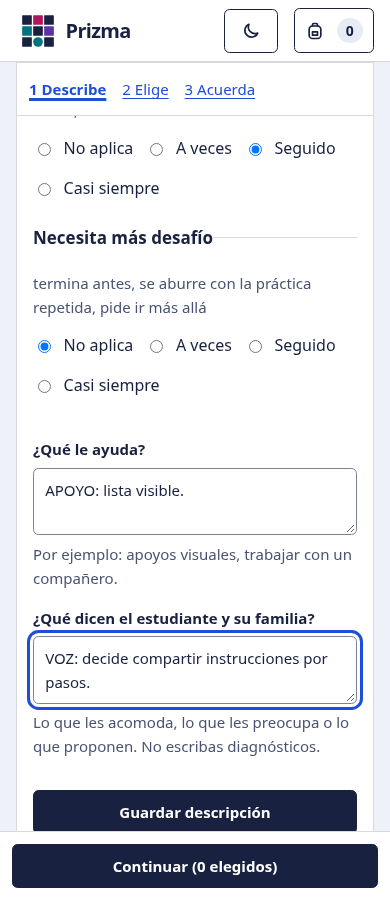 Prizma
0
1 Describe 2 Elige 3 Acuerda
No aplica A veces Seguido
Casi siempre
Necesita más desafío
termina antes, se aburre con la práctica
repetida, pide ir más allá
No aplica A veces Seguido
Casi siempre
¿Qué le ayuda?
APOYO: lista visible.
Por ejemplo: apoyos visuales, trabajar con un
compañero.
¿Qué dicen el estudiante y su familia?
VOZ: decide compartir instrucciones por
pasos.
Lo que les acomoda, lo que les preocupa o lo
que proponen. No escribas diagnósticos.
Guardar descripción
Continuar (0 elegidos)